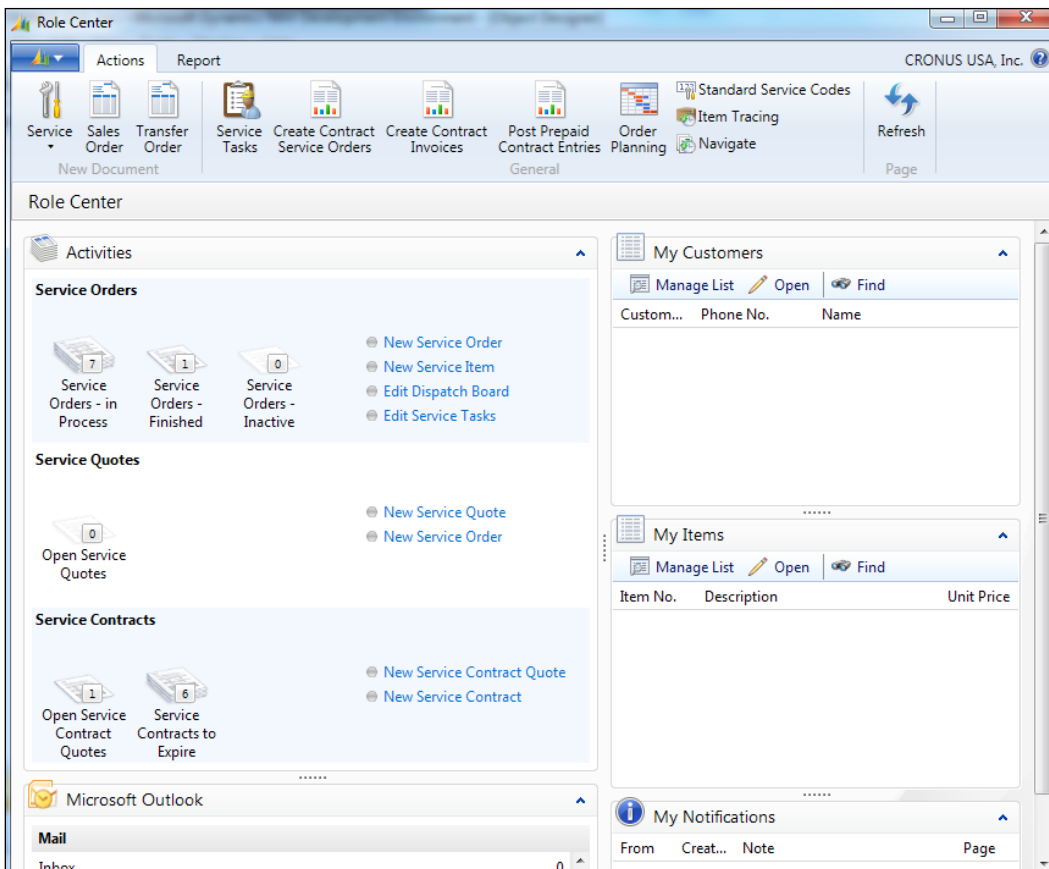 Role Center
Actions Report CRONUS USA, Inc.
Service Sales Order Transfer Order
New Document
Service Tasks Create Contract Service Orders Create Contract Invoices Post Prepaid Contract Entries Order Planning
Standard Service Codes
Item Tracing
Navigate
General
Refresh
Page
Role Center
Activities
Service Orders
7 Service Orders - in Process
1 Service Orders - Finished
0 Service Orders - Inactive
New Service Order
New Service Item
Edit Dispatch Board
Edit Service Tasks
Service Quotes
0 Open Service Quotes
New Service Quote
New Service Order
Service Contracts
1 Open Service Contract Quotes
6 Service Contracts to Expire
New Service Contract Quote
New Service Contract
Microsoft Outlook
Mail
Inbox 0
My Customers
Manage List Open Find
Custom... Phone No. Name
My Items
Manage List Open Find
Item No. Description Unit Price
My Notifications
From Creat... Note Page